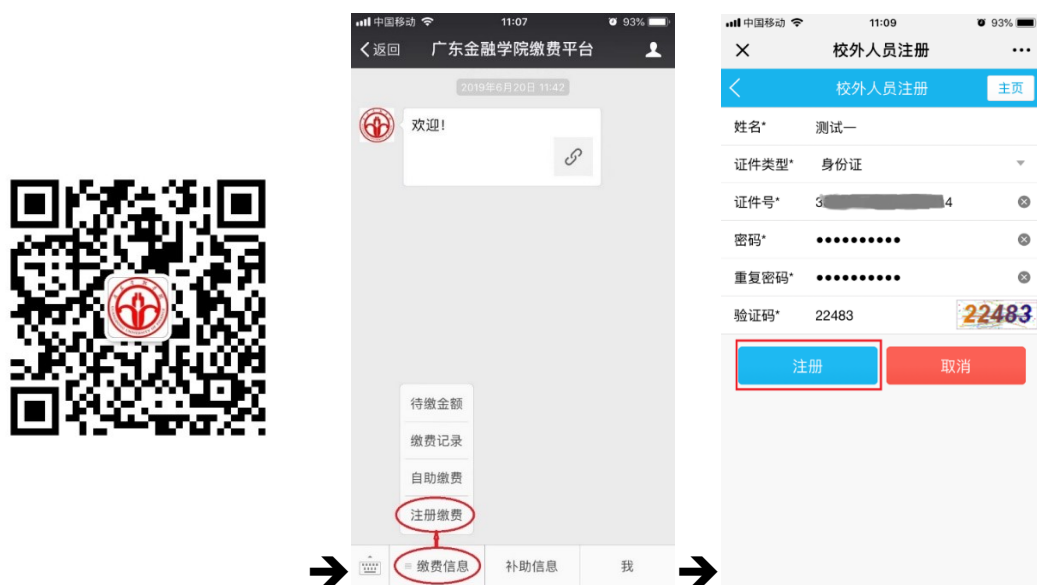 中国移动 11:07 93%
返回 广东金融学院缴费平台
2019年6月20日 11:42
欢迎!
待缴金额
缴费记录
自助缴费
注册缴费
缴费信息 补助信息 我
中国移动 11:09 93%
校外人员注册
校外人员注册 主页
姓名* 测试一
证件类型* 身份证
证件号* 3 4
密码* ••••••••••
重复密码* ••••••••••
验证码* 22483 22483
注册 取消